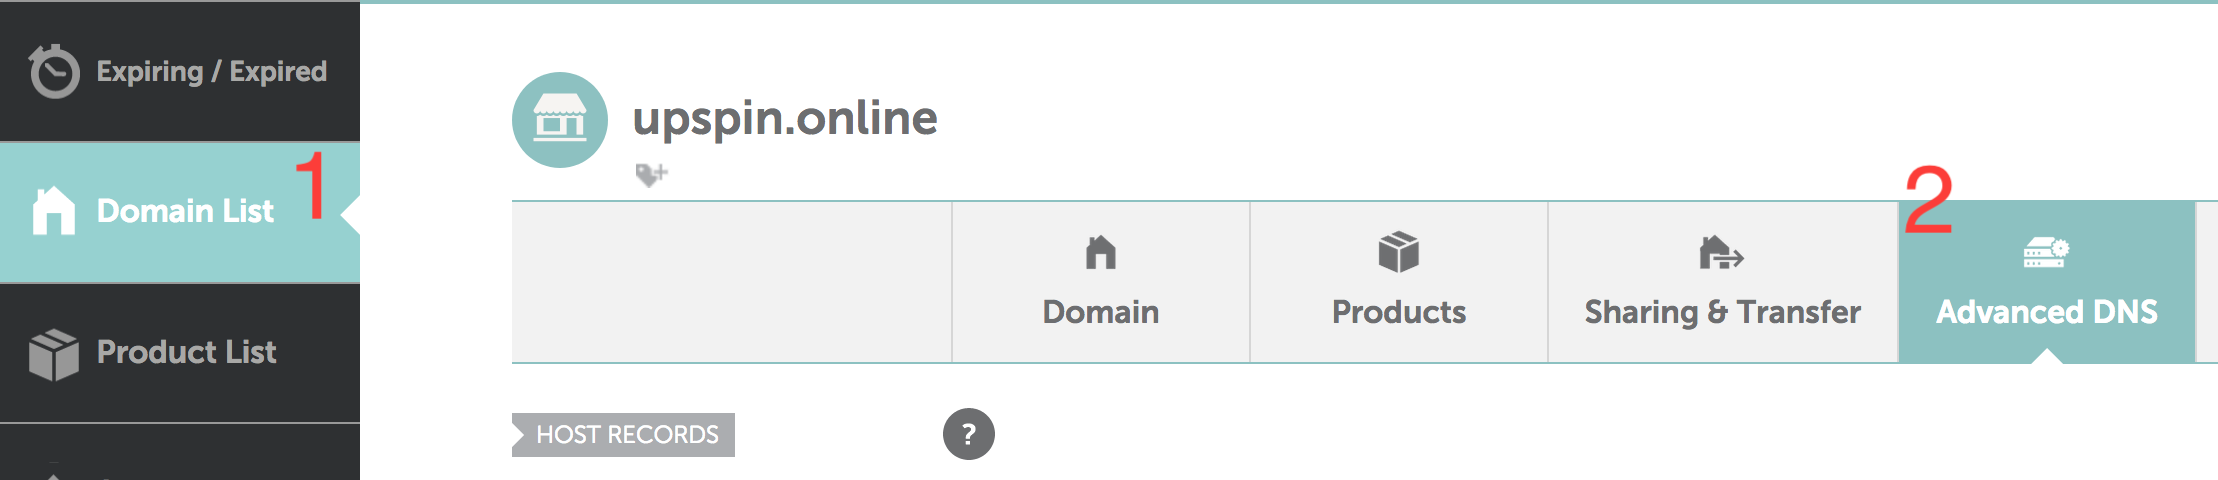 Expiring / Expired
Domain List
1
Product List
upspin.online
Domain
Products
Sharing & Transfer
2
Advanced DNS
HOST RECORDS
?